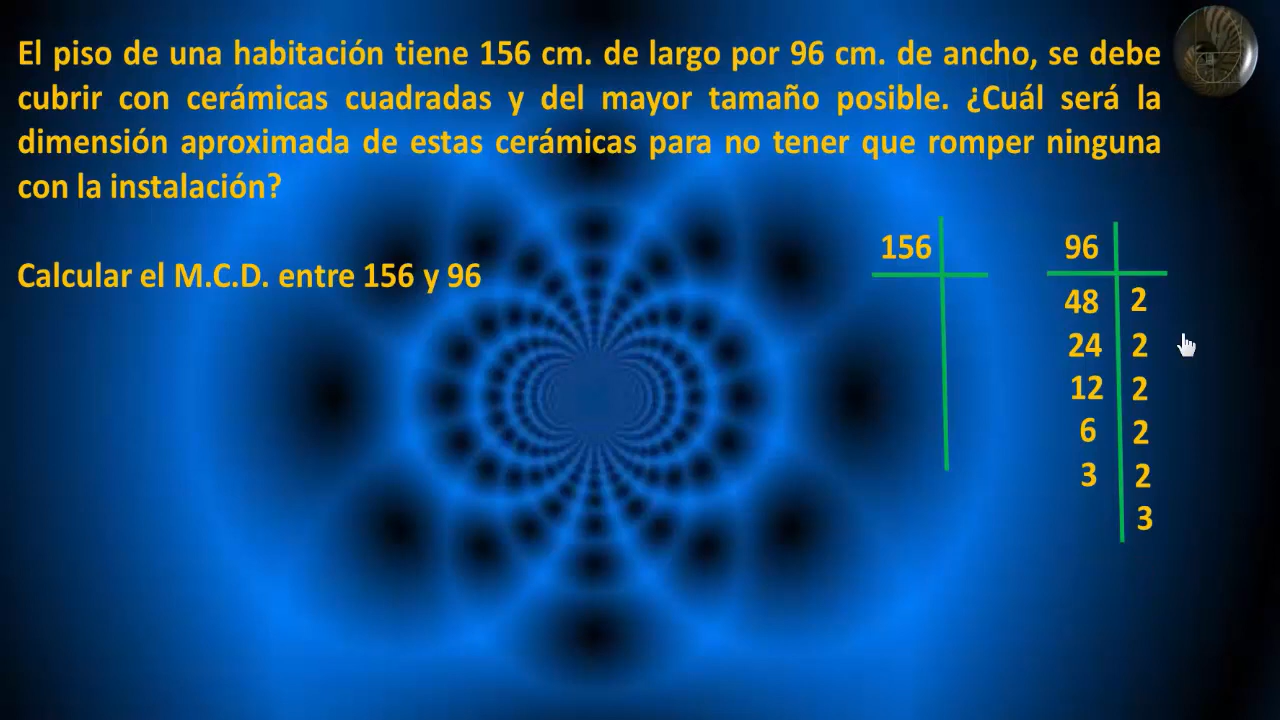 El piso de una habitación tiene 156 cm. de largo por 96 cm. de ancho, se debe
cubrir con cerámicas cuadradas y del mayor tamaño posible. ¿Cuál será la
dimensión aproximada de estas cerámicas para no tener que romper ninguna
con la instalación?
Calcular el M.C.D. entre 156 y 96
156
96
48 2
24 2
12 2
6 2
3 2
3